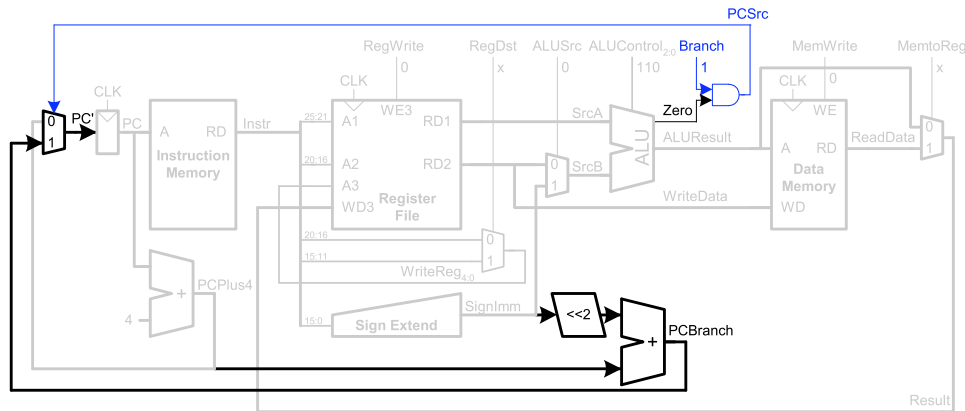 PCSrc
RegWrite RegDst ALUSrc ALUControl2:0 Branch MemWrite MemtoReg
0 x 0 110 1 0 x
CLK CLK CLK
PC' PC
0
1
A RD
Instruction
Memory
Instr
25:21
20:16
A1 WE3 RD1
A2 RD2
A3
WD3
Register
File
SrcA
0
1
SrcB
ALU
Zero
ALUResult
WriteData
A WE RD
Data
Memory
WD
ReadData
0
1
20:16
15:11
0
1
WriteReg4:0
PCPlus4
+
4
SignImm
15:0
Sign Extend
<<2
+
PCBranch
Result